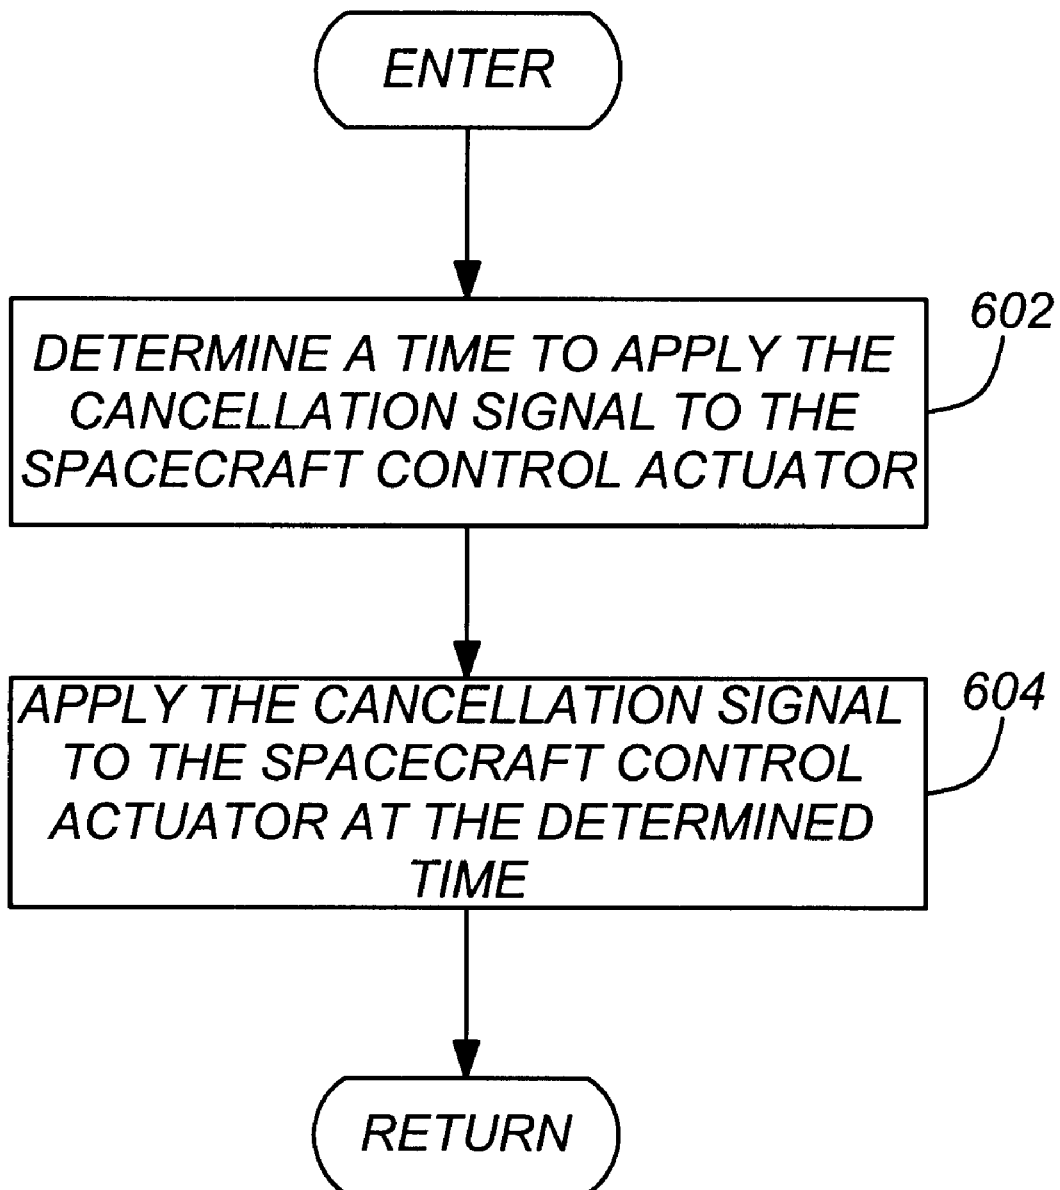 ENTER
602
DETERMINE A TIME TO APPLY THE
CANCELLATION SIGNAL TO THE
SPACECRAFT CONTROL ACTUATOR
604
APPLY THE CANCELLATION SIGNAL
TO THE SPACECRAFT CONTROL
ACTUATOR AT THE DETERMINED
TIME
RETURN